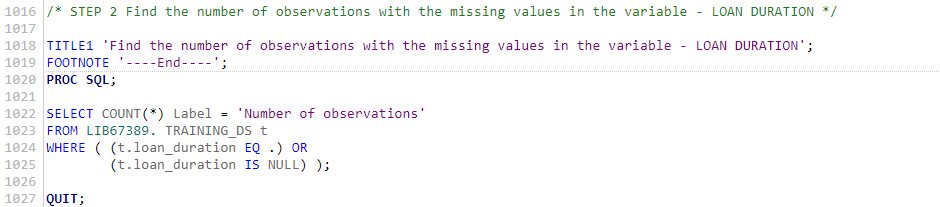 1016 /* STEP 2 Find the number of observations with the missing values in the variable - LOAN DURATION */
1017
1018 TITLE1 'Find the number of observations with the missing values in the variable - LOAN DURATION';
1019 FOOTNOTE '----End----';
1020 PROC SQL;
1021
1022 SELECT COUNT(*) Label = 'Number of observations'
1023 FROM LIB67389. TRAINING_DS t
1024 WHERE ( (t.loan_duration EQ .) OR
1025 (t.loan_duration IS NULL) );
1026
1027 QUIT;